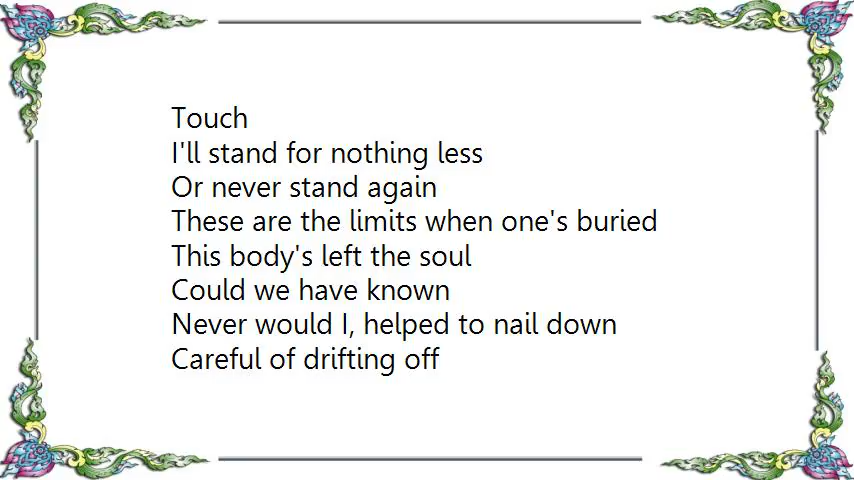 Touch
I'll stand for nothing less
Or never stand again
These are the limits when one's buried
This body's left the soul
Could we have known
Never would I, helped to nail down
Careful of drifting off